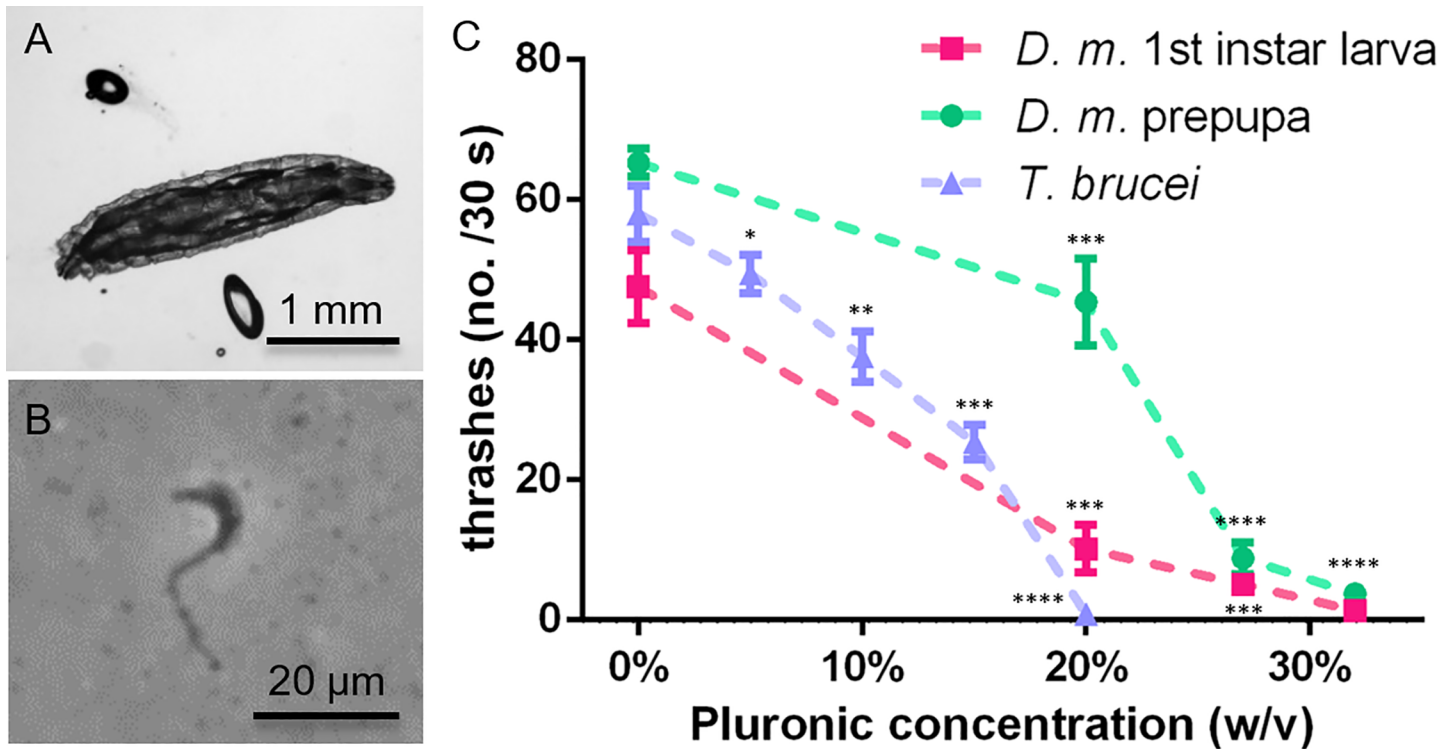 A
1 mm
B
20 µm
C
D. m. 1st instar larva
D. m. prepupa
T. brucei
thrashes (no. /30 s)
80
60
40
20
0
*
**
***
***
***
****
****
***
****
0%
10%
20%
30%
Pluronic concentration (w/v)